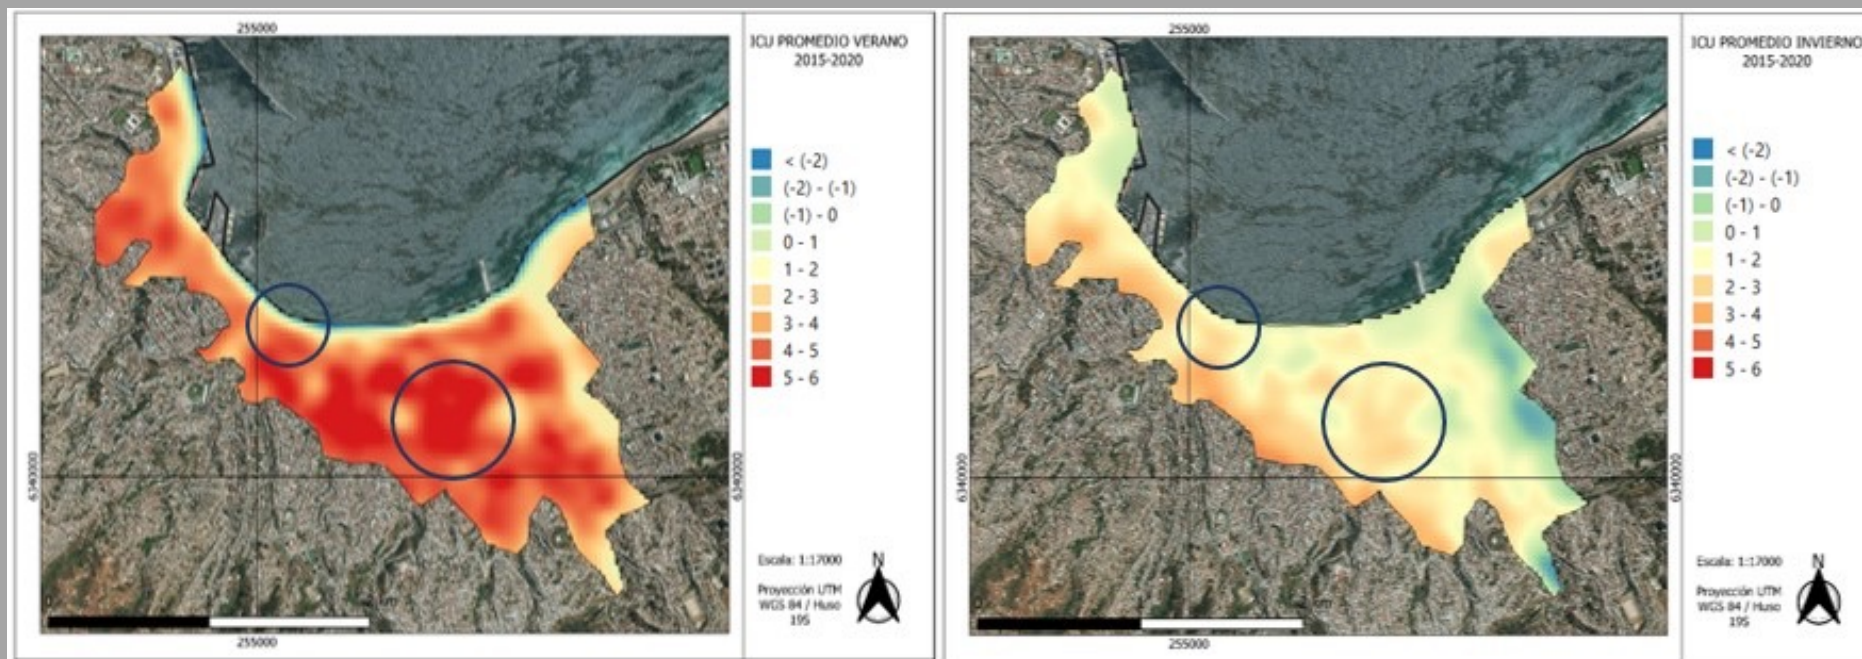 255000
ICU PROMEDIO VERANO
2015-2020
< (-2)
(-2) - (-1)
(-1) - 0
0 - 1
1 - 2
2 - 3
3 - 4
4 - 5
5 - 6
6340000
6340000
Escala: 1:17000
N
Proyección UTM
WGS 84 / Huso
19S
255000
255000
ICU PROMEDIO INVIERNO
2015-2020
< (-2)
(-2) - (-1)
(-1) - 0
0 - 1
1 - 2
2 - 3
3 - 4
4 - 5
5 - 6
6340000
6340000
Escala: 1:17000
N
Proyección UTM
WGS 84 / Huso
19S
255000